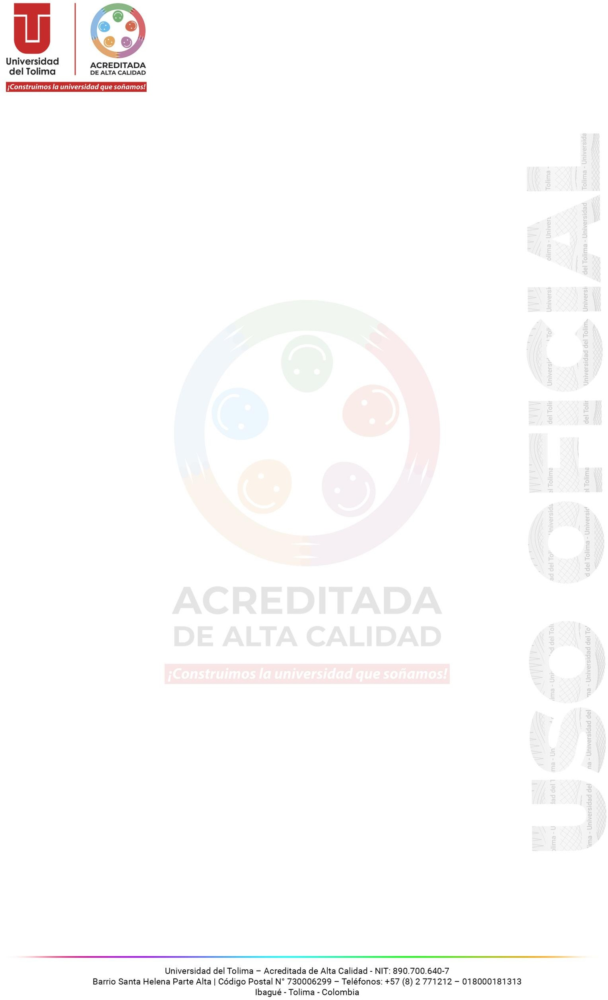 Universidad
del Tolima
ACREDITADA
DE ALTA CALIDAD
¡Construimos la universidad que soñamos!
USO OFICIAL
ACREDITADA
DE ALTA CALIDAD
¡Construimos la universidad que soñamos!
Universidad del Tolima – Acreditada de Alta Calidad - NIT: 890.700.640-7
Barrio Santa Helena Parte Alta | Código Postal N° 730006299 – Teléfonos: +57 (8) 2 771212 – 018000181313
Ibagué - Tolima - Colombia